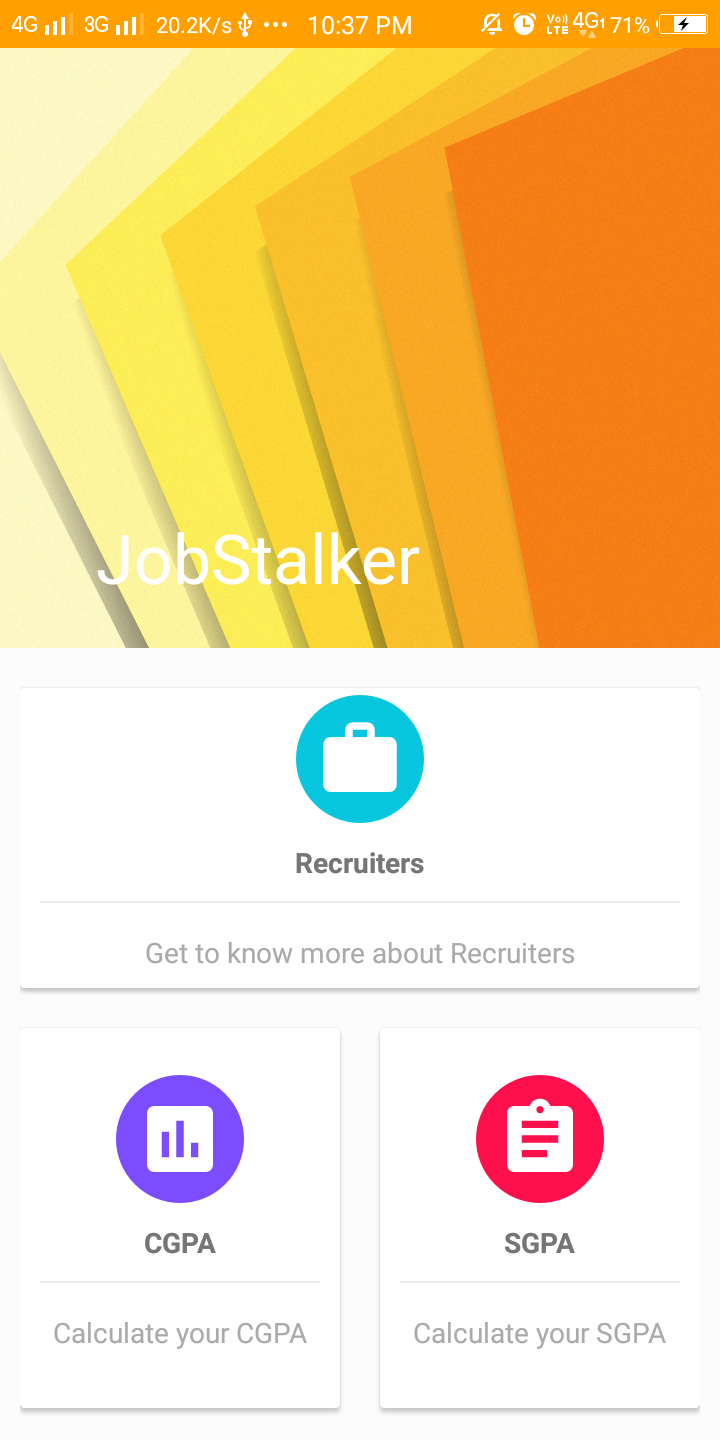 4G 3G 20.2K/s 10:37 PM Vo)) LTE 4G 1 71%
JobStalker
Recruiters
Get to know more about Recruiters
CGPA
SGPA
Calculate your CGPA
Calculate your SGPA